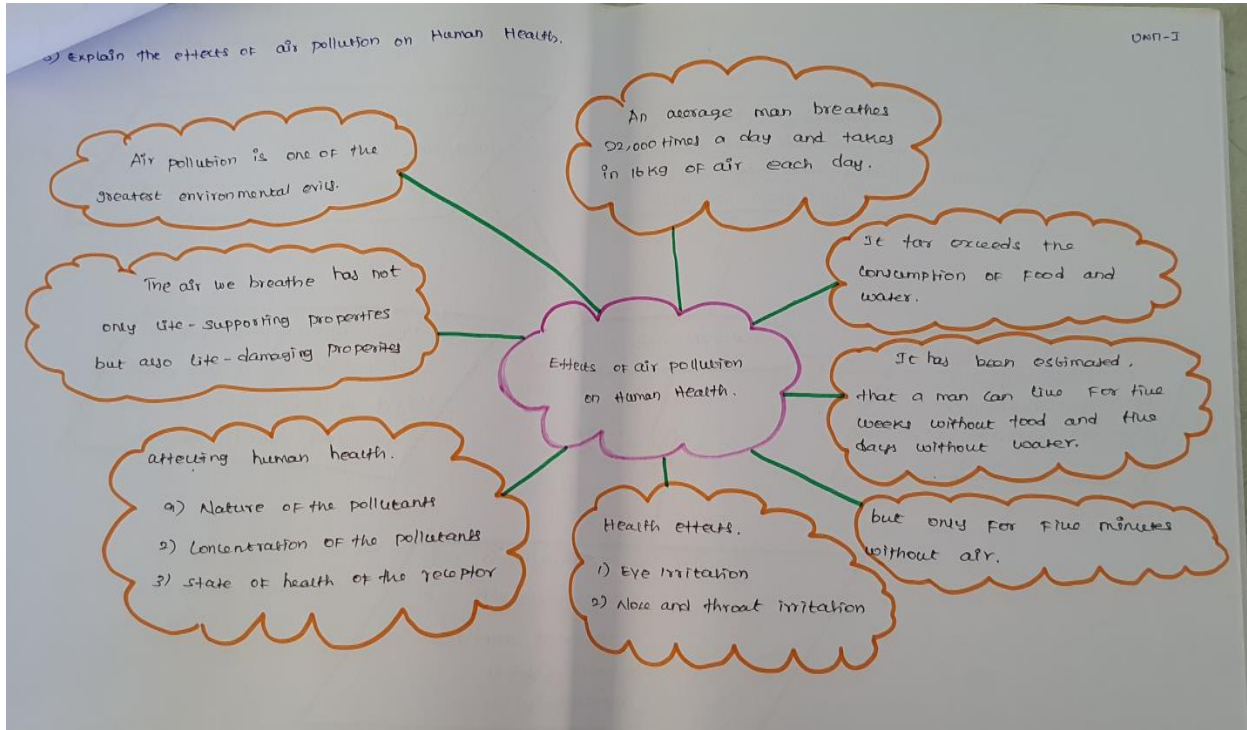 2) Explain the effects of air pollution on Human Health.
UNIT-I
Air pollution is one of the
greatest environmental evils.
An average man breathes
22,000 times a day and takes
in 16 kg of air each day.
It far exceeds the
consumption of food and
water.
The air we breathe has not
only life-supporting properties
but also life-damaging properties
Effects of air pollution
on Human Health.
It has been estimated.
that a man can live for five
weeks without food and five
days without water.
but only for five minutes
without air.
affecting human health.
1) Nature of the pollutants
2) Concentration of the pollutants
3) State of health of the receptor
Health effects.
1) Eye irritation
2) Nose and throat irritation